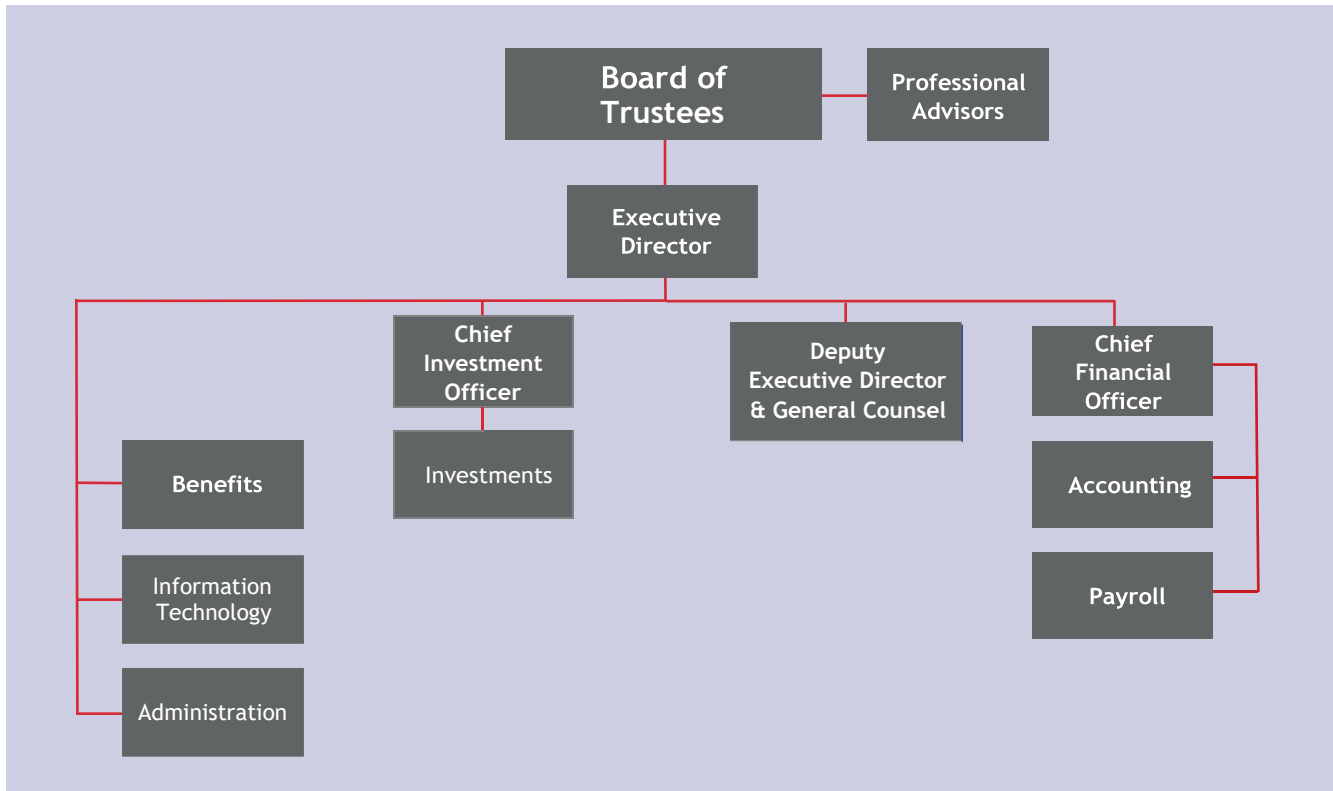 Board of
Trustees
Professional
Advisors
Executive
Director
Chief
Investment
Officer
Deputy
Executive Director
& General Counsel
Chief
Financial
Officer
Benefits
Investments
Accounting
Information
Technology
Payroll
Administration